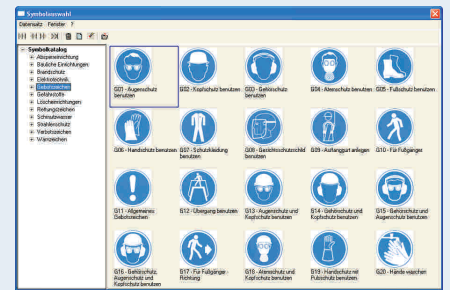 Symbolauswahl
Datensatz Fenster ?
Symbolkatalog
Absperreinrichtung
Bauliche Einrichtungen
Brandschutz
Elektrotechnik
Gebotszeichen
Gefahrstoffe
Löscheinrichtungen
Rettungszeichen
Schmutzwasser
Strahlenschutz
Verbotszeichen
Warnzeichen
G01 - Augenschutz
benutzen
G02 - Kopfschutz benutzen
G03 - Gehörschutz
benutzen
G04 - Atemschutz benutzen
G05 - Fußschutz benutzen
G06 - Handschutz benutzen
G07 - Schutzkleidung
benutzen
G08 - Gesichtsschutzschild
benutzen
G09 - Auffanggurt anlegen
G10 - Für Fußgänger
G11 - Allgemeines
Gebotszeichen
G12 - Übergang benutzen
G13 - Augenschutz und
Kopfschutz benutzen
G14 - Gehörschutz und
Kopfschutz benutzen
G15 - Gehörschutz und
Augenschutz benutzen
G16 - Gehörschutz,
Augenschutz und
Kopfschutz benutzen
G17 - Für Fußgänger -
Richtung
G18 - Atemschutz und
Kopfschutz benutzen
G19 - Handschutz mit
Pulsschutz benutzen
G20 - Hände waschen